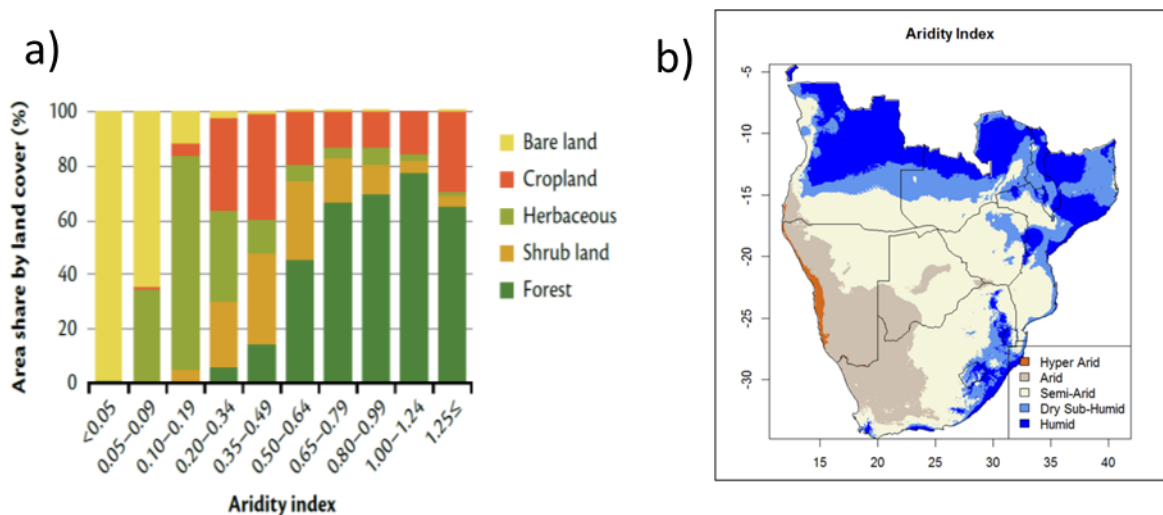 a)
100
80
60
40
20
0
Area share by land cover (%)
<0.05
0.05–0.09
0.10–0.19
0.20–0.34
0.35–0.49
0.50–0.64
0.65–0.79
0.80–0.99
1.00–1.24
1.25≤
Aridity index
Bare land
Cropland
Herbaceous
Shrub land
Forest
b)
Aridity Index
-5
-10
-15
-20
-25
-30
15
20
25
30
35
40
Hyper Arid
Arid
Semi-Arid
Dry Sub-Humid
Humid